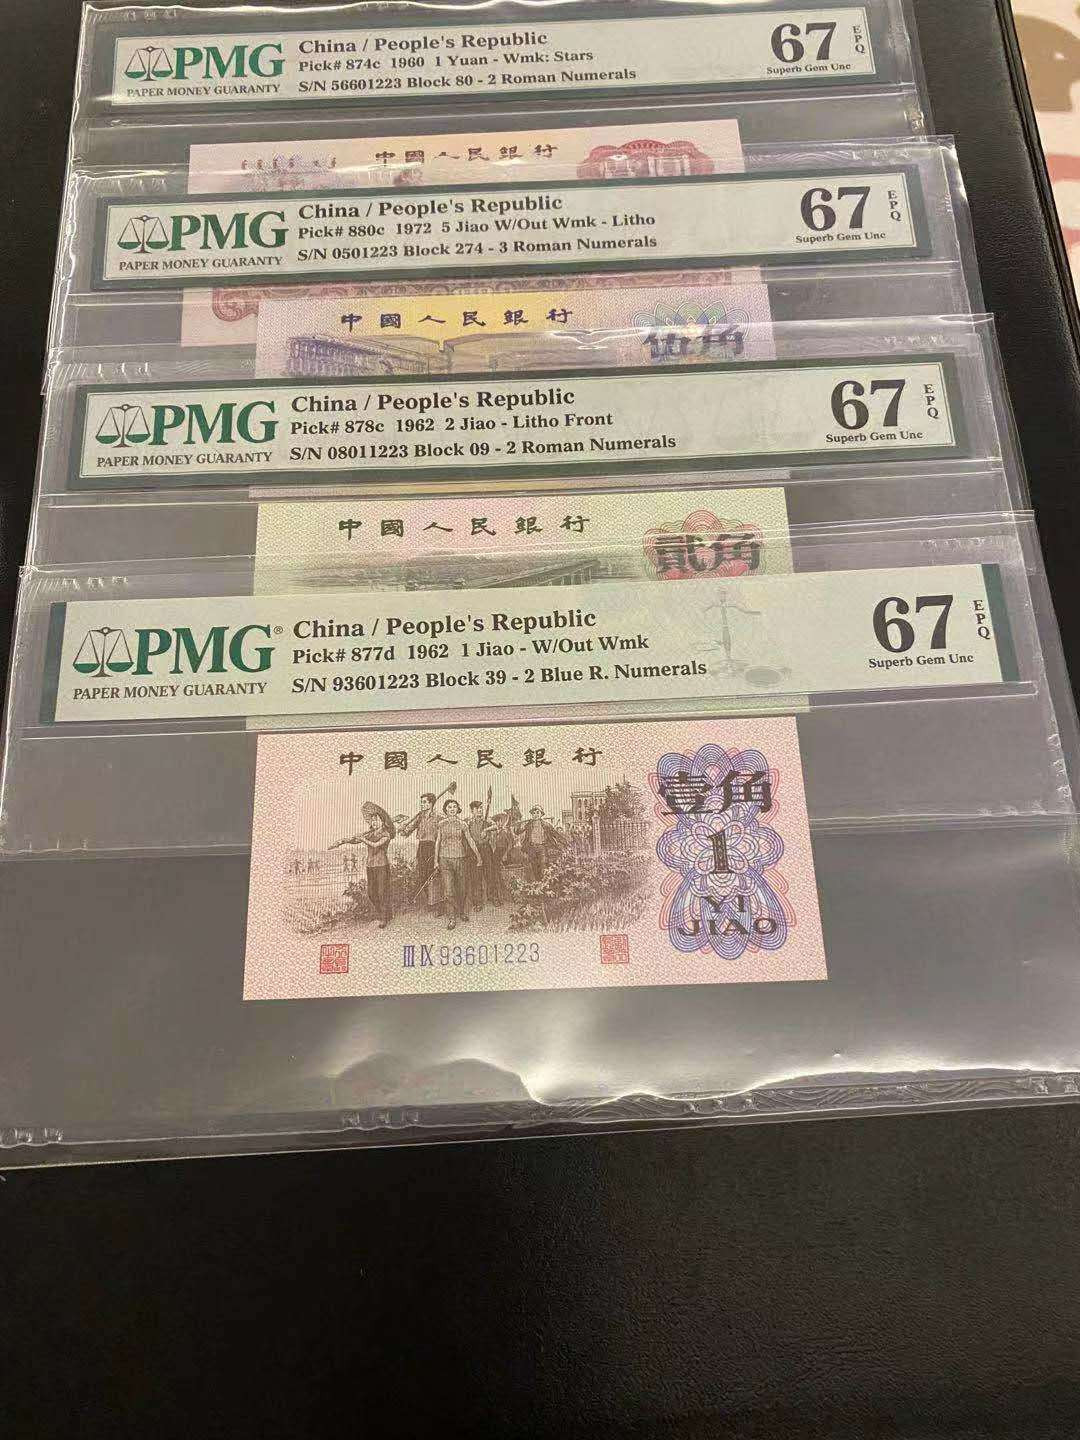 PMG
PAPER MONEY GUARANTY
China / People's Republic
Pick# 874c 1960 1 Yuan - Wmk: Stars
S/N 56601223 Block 80 - 2 Roman Numerals
67
EPQ
Superb Gem Unc
中國人民銀行
PMG
PAPER MONEY GUARANTY
China / People's Republic
Pick# 880c 1972 5 Jiao W/Out Wmk - Litho
S/N 0501223 Block 274 - 3 Roman Numerals
67
EPQ
Superb Gem Unc
中國人民銀行
伍角
PMG
PAPER MONEY GUARANTY
China / People's Republic
Pick# 878c 1962 2 Jiao - Litho Front
S/N 08011223 Block 09 - 2 Roman Numerals
67
EPQ
Superb Gem Unc
中國人民銀行
貳角
PMG®
PAPER MONEY GUARANTY
China / People's Republic
Pick# 877d 1962 1 Jiao - W/Out Wmk
S/N 93601223 Block 39 - 2 Blue R. Numerals
67
EPQ
Superb Gem Unc
中國人民銀行
壹角
1
YI
JIAO
III IX 93601223